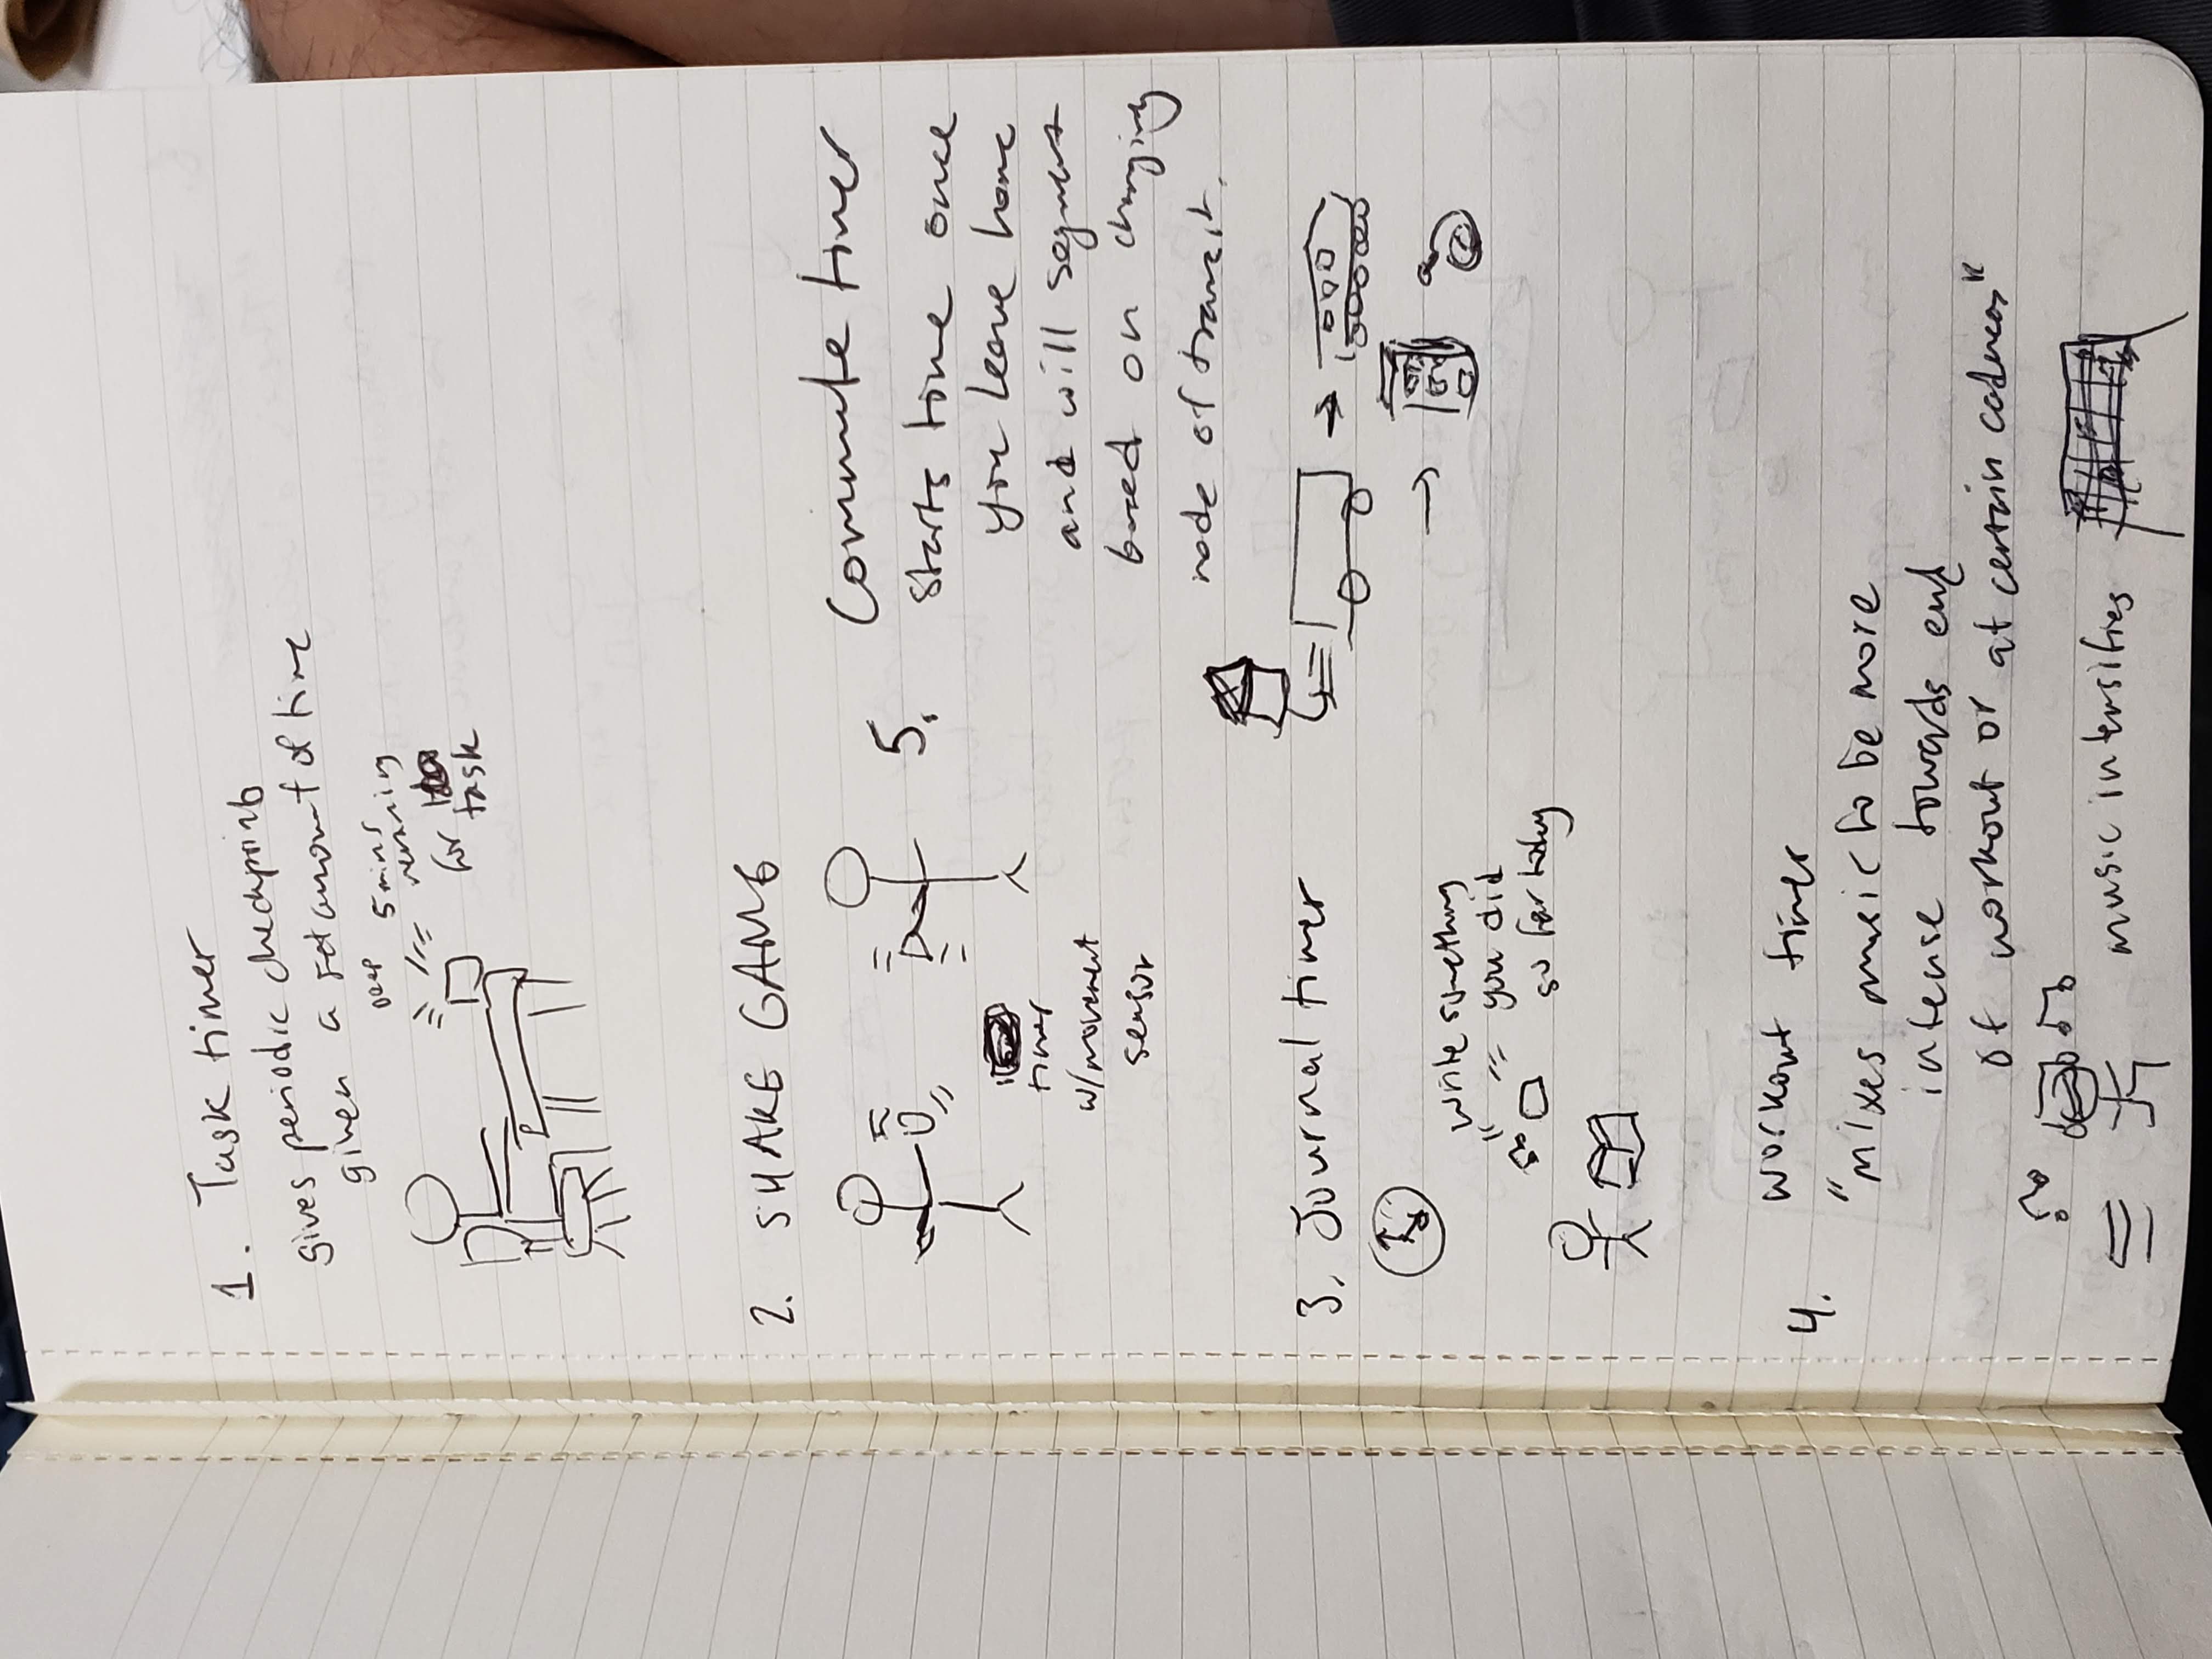 1. Task timer
gives periodic checkpoints
given a set amount of time
beep
5 mins
remaining
for
task
2. SHAKE GAME
timer
w/movement
sensor
3. Journal timer
write something
you did
so far today
4. workout timer
"mixes music to be more
intense towards end
of workout or at certain cadences"
music intensifies
5. Commute timer
starts time once
you leave home
and will segment
based on changing
mode of transit.